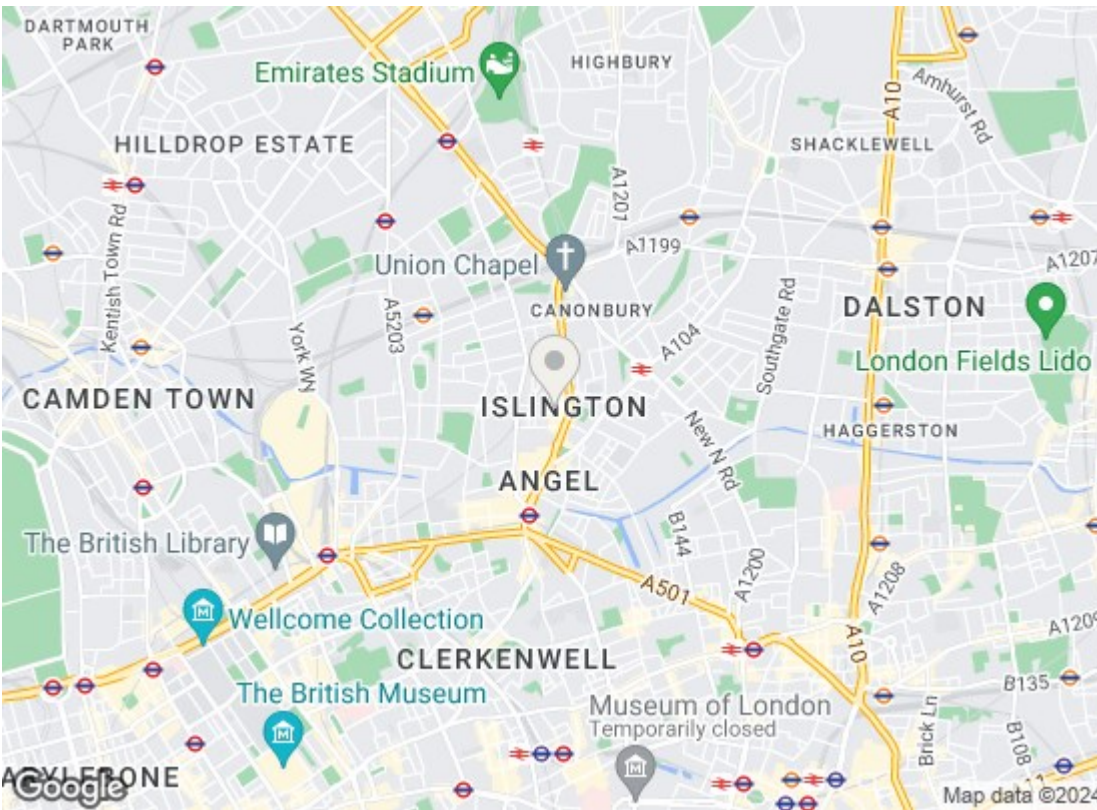 DARTMOUTH
PARK
Emirates Stadium
HIGHBURY
A10
Amhurst Rd
HILLDROP ESTATE
SHACKLEWELL
A1201
Kentish Town Rd
A1199
A1207
Union Chapel
CANONBURY
A5203
York Wy
A104
Southgate Rd
DALSTON
London Fields Lido
CAMDEN TOWN
ISLINGTON
New N Rd
HAGGERSTON
ANGEL
The British Library
B144
A1200
A501
A1208
Wellcome Collection
A1209
CLERKENWELL
A10
The British Museum
B135
Museum of London
Temporarily closed
Brick Ln
B108
Google
Map data ©2024